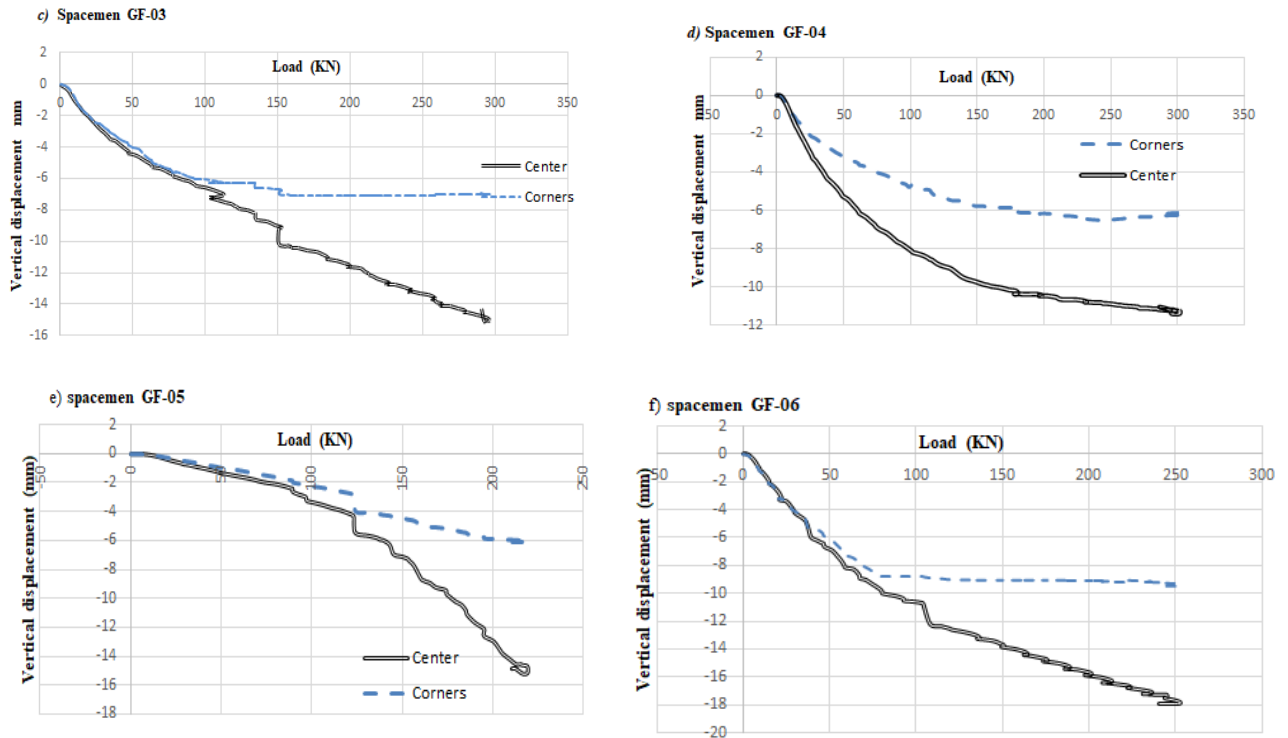 c) Spacemen GF-03
Load (KN)
2
0
-2
-4
-6
-8
-10
-12
-14
-16
0 50 100 150 200 250 300 350
Vertical displacement mm
Center
Corners
d) Spacemen GF-04
Load (KN)
2
0
-2
-4
-6
-8
-10
-12
-50 0 50 100 150 200 250 300 350
Vertical displacement mm
Corners
Center
e) spacemen GF-05
Load (KN)
2
0
-2
-4
-6
-8
-10
-12
-14
-16
-18
-50 0 50 100 150 200 250
Vertical displacement (mm)
Center
Corners
f) spacemen GF-06
Load (KN)
2
0
-2
-4
-6
-8
-10
-12
-14
-16
-18
-20
50 0 50 100 150 200 250 300
Vertical displacement (mm)